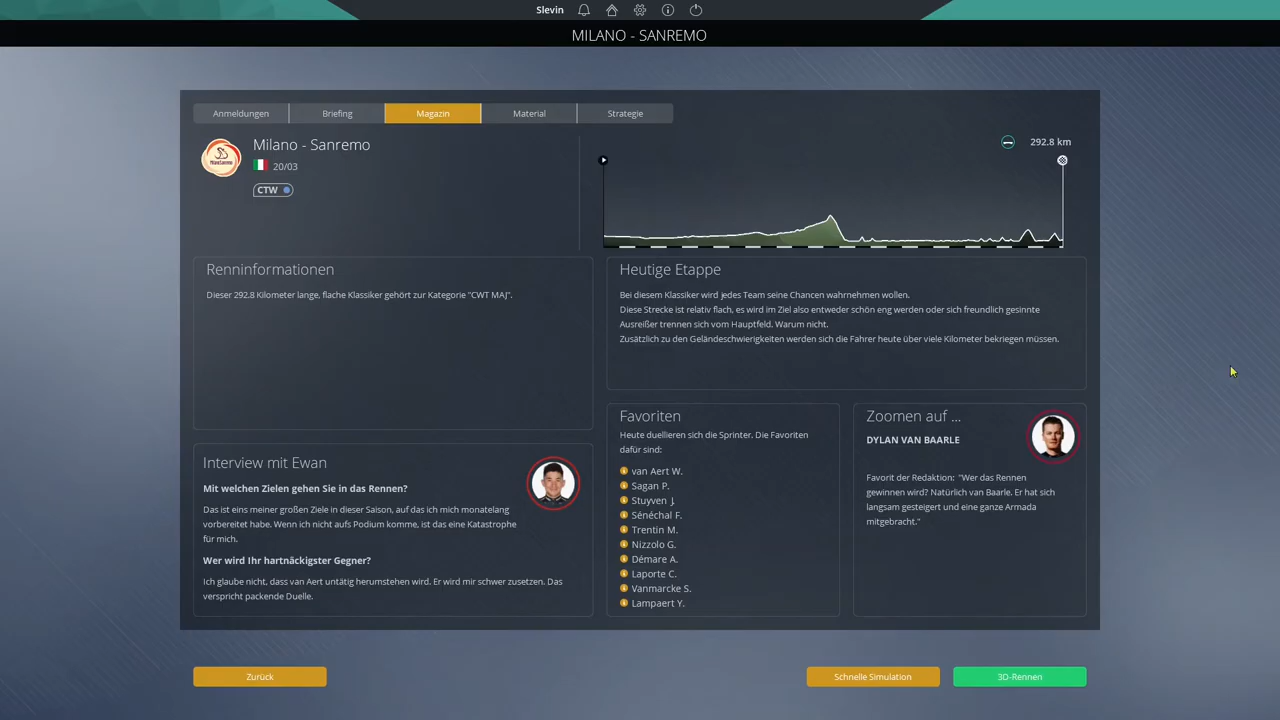 Slevin
MILANO - SANREMO
Anmeldungen
Briefing
Magazin
Material
Strategie
Milano - Sanremo
20/03
CTW
292.8 km
Renninformationen
Dieser 292,8 Kilometer lange, flache Klassiker gehört zur Kategorie "CWT MAJ".
Heutige Etappe
Bei diesem Klassiker wird jedes Team seine Chancen wahrnehmen wollen.
Diese Strecke ist relativ flach, es wird im Ziel also entweder schön eng werden oder sich freundlich gesinnte
Ausreißer trennen sich vom Hauptfeld. Warum nicht.
Zusätzlich zu den Geländeschwierigkeiten werden sich die Fahrer heute über viele Kilometer bekriegen müssen.
Interview mit Ewan
Mit welchen Zielen gehen Sie in das Rennen?
Das ist eins meiner großen Ziele in dieser Saison, auf das ich mich monatelang
vorbereitet habe. Wenn ich nicht aufs Podium komme, ist das eine Katastrophe
für mich.
Wer wird Ihr hartnäckigster Gegner?
Ich glaube nicht, dass van Aert untätig herumstehen wird. Er wird mir schwer zusetzen. Das
verspricht packende Duelle.
Favoriten
Heute duellieren sich die Sprinter. Die Favoriten
dafür sind:
van Aert W.
Sagan P.
Stuyven J.
Sénéchal F.
Trentin M.
Nizzolo G.
Démare A.
Laporte C.
Vanmarcke S.
Lampaert Y.
Zoomen auf ...
DYLAN VAN BAARLE
Favorit der Redaktion: "Wer das Rennen
gewinnen wird? Natürlich van Baarle. Er hat sich
langsam gesteigert und eine ganze Armada
mitgebracht."
Zurück
Schnelle Simulation
3D-Rennen